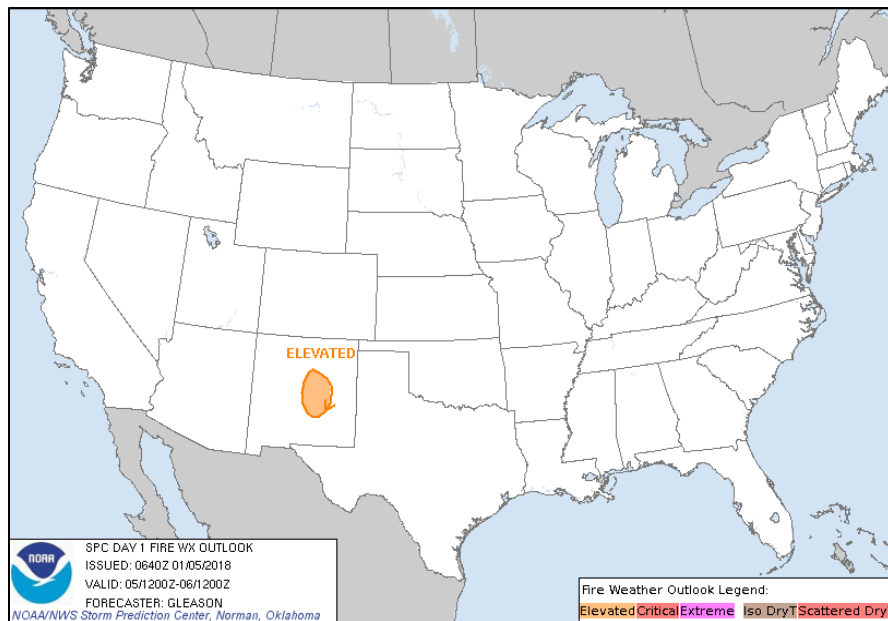 ELEVATED
NOAA
SPC DAY 1 FIRE WX OUTLOOK
ISSUED: 0640Z 01/05/2018
VALID: 05/1200Z-06/1200Z
FORECASTER: GLEASON
NOAA/NWS Storm Prediction Center, Norman, Oklahoma
Fire Weather Outlook Legend:
Elevated Critical Extreme Iso DryT Scattered Dry